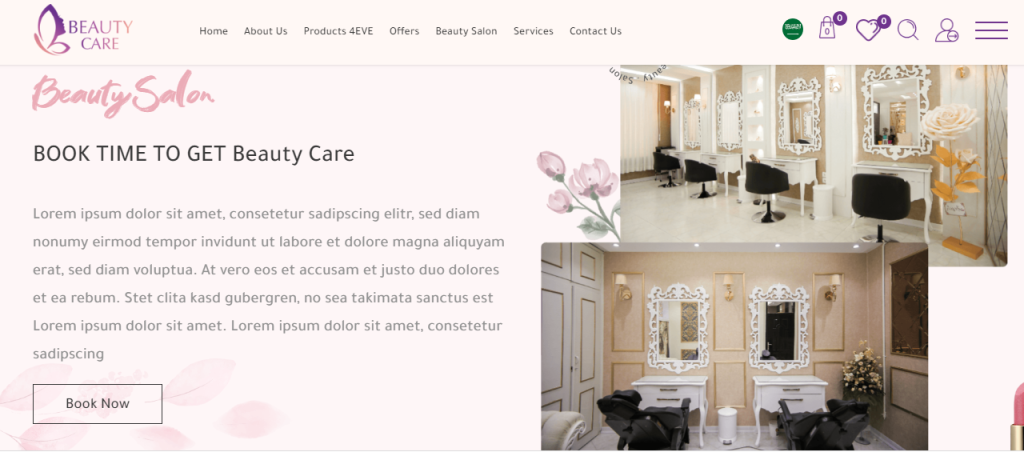 BEAUTY
CARE
Home About Us Products 4EVE Offers Beauty Salon Services Contact Us
0 0 0
Beauty Salon
Beauty · Salon
BOOK TIME TO GET Beauty Care
Lorem ipsum dolor sit amet, consetetur sadipscing elitr, sed diam
nonumy eirmod tempor invidunt ut labore et dolore magna aliquyam
erat, sed diam voluptua. At vero eos et accusam et justo duo dolores
et ea rebum. Stet clita kasd gubergren, no sea takimata sanctus est
Lorem ipsum dolor sit amet. Lorem ipsum dolor sit amet, consetetur
sadipscing
Book Now